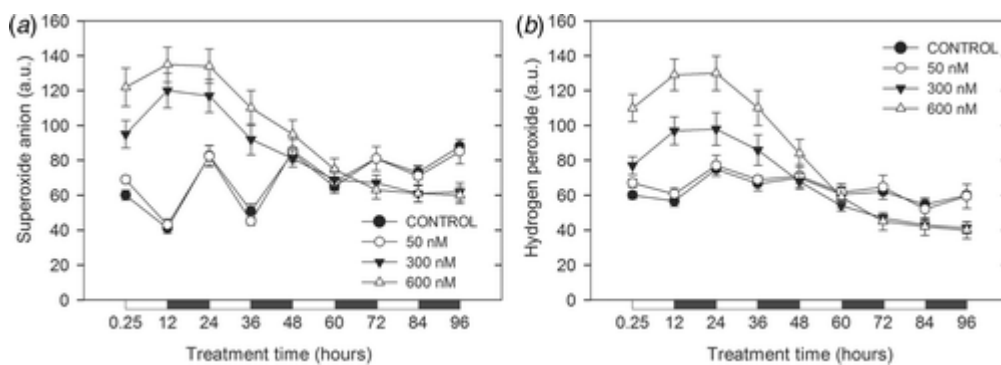 (a)
160
140
120
100
80
60
40
20
0
Superoxide anion (a.u.)
CONTROL
50 nM
300 nM
600 nM
0.25 12 24 36 48 60 72 84 96
Treatment time (hours)
(b)
160
140
120
100
80
60
40
20
0
Hydrogen peroxide (a.u.)
CONTROL
50 nM
300 nM
600 nM
0.25 12 24 36 48 60 72 84 96
Treatment time (hours)